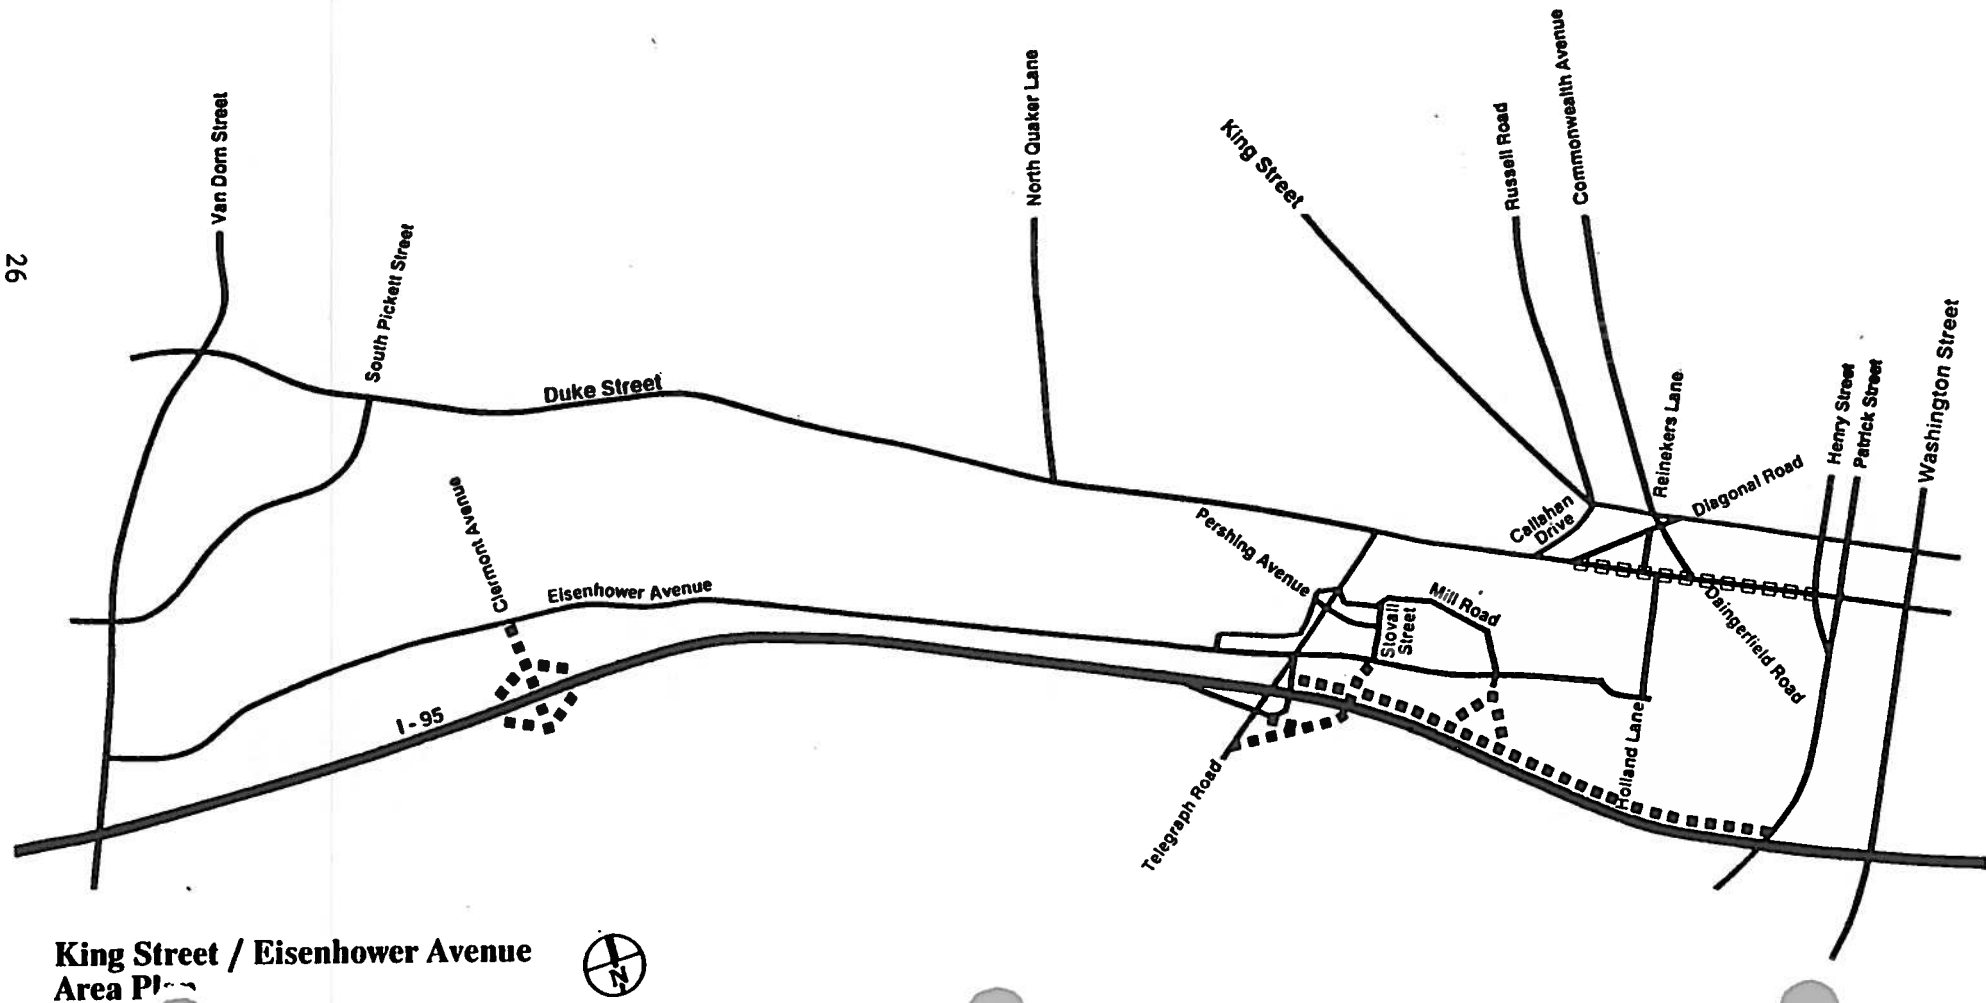 26
Van Dorn Street
South Pickett Street
Duke Street
North Quaker Lane
King Street
Russell Road
Commonwealth Avenue
Reinekers Lane
Diagonal Road
Henry Street
Patrick Street
Washington Street
Callahan
Drive
Pershing Avenue
Clermont Avenue
Eisenhower Avenue
Mill Road
Stovall
Street
Daingerfield Road
I-95
Telegraph Road
Holland Lane
King Street / Eisenhower Avenue
Area
N